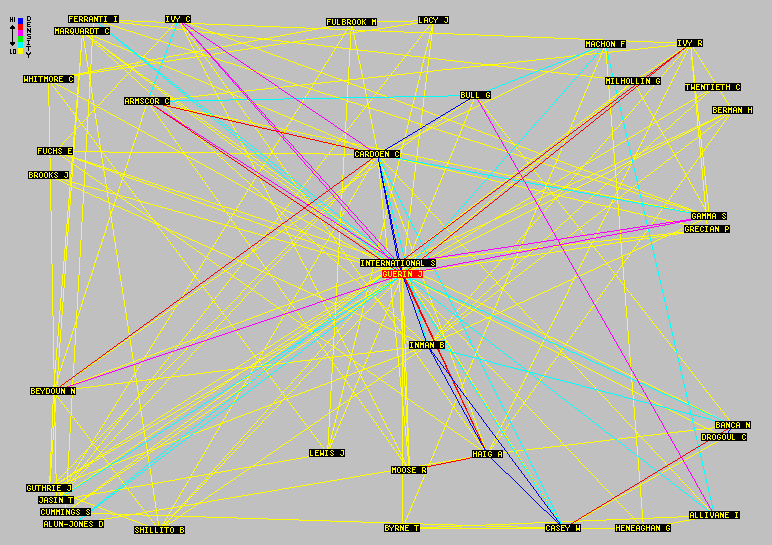 HI
LO
DENSITY
FERRANTI I
IVY C
FULBROOK M
LACY J
MARQUARDT C
MACHON F
IVY R
WHITMORE C
MILHOLLIN G
TWENTIETH C
ARMSCOR C
BULL G
BERMAN H
FUCHS E
CARDOEN C
BROOKS J
GAMMA S
GRECIAN P
INTERNATIONAL S
GUERIN J
INMAN B
BEYDOUN N
BANCA N
DROGOUL C
LEWIS J
HAIG A
MOOSE R
GUTHRIE J
JASIN T
CUMMINGS S
ALLIVANE I
ALUN-JONES D
SHILLITO B
BYRNE T
CASEY W
HENEAGHAN G